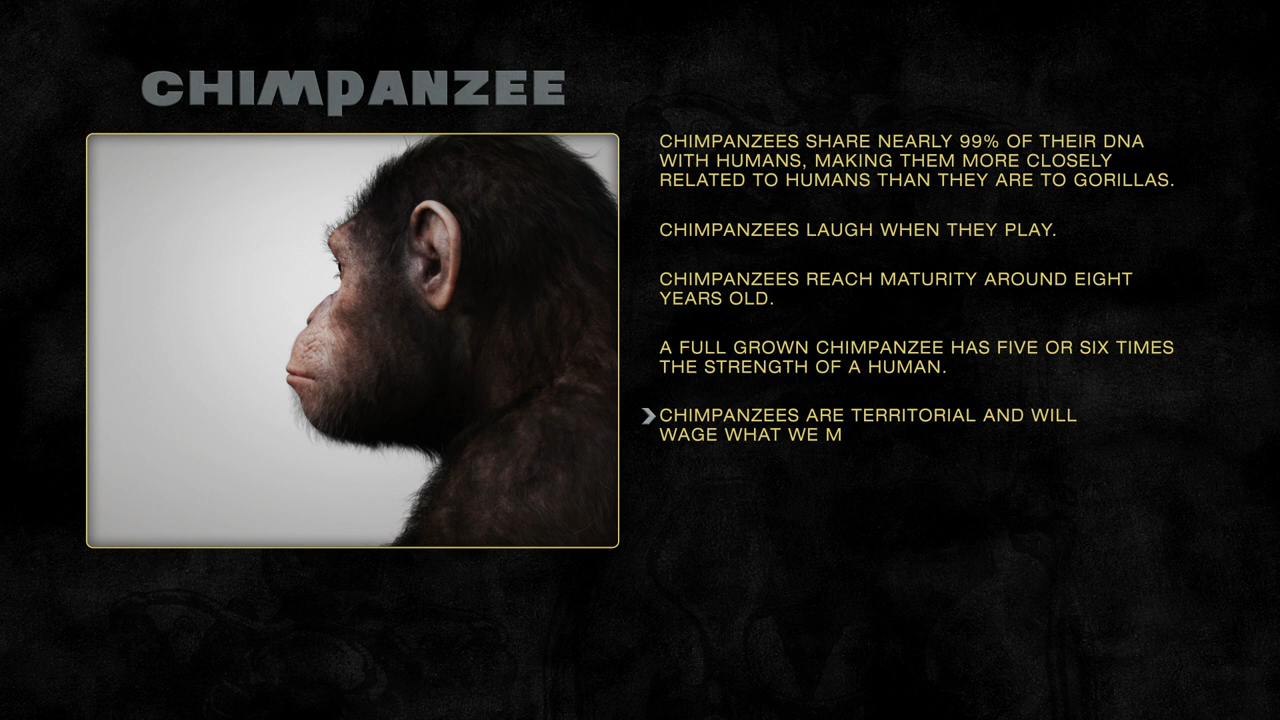 CHIMPANZEE
CHIMPANZEES SHARE NEARLY 99% OF THEIR DNA
WITH HUMANS, MAKING THEM MORE CLOSELY
RELATED TO HUMANS THAN THEY ARE TO GORILLAS.
CHIMPANZEES LAUGH WHEN THEY PLAY.
CHIMPANZEES REACH MATURITY AROUND EIGHT
YEARS OLD.
A FULL GROWN CHIMPANZEE HAS FIVE OR SIX TIMES
THE STRENGTH OF A HUMAN.
CHIMPANZEES ARE TERRITORIAL AND WILL
WAGE WHAT WE M